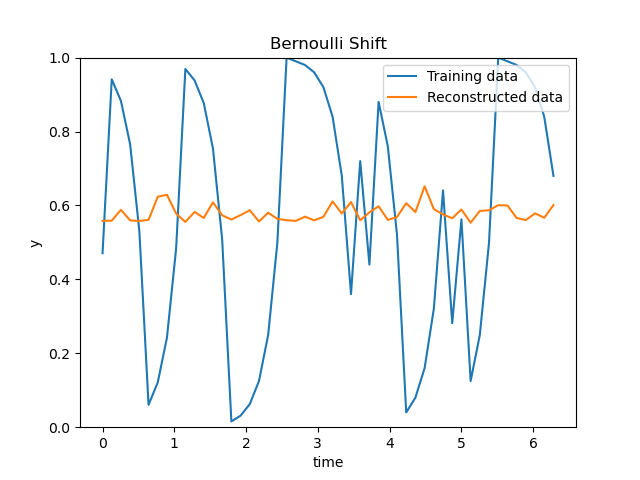 Bernoulli Shift
Training data
Reconstructed data
1.0
0.8
0.6
0.4
0.2
0.0
y
0 1 2 3 4 5 6
time